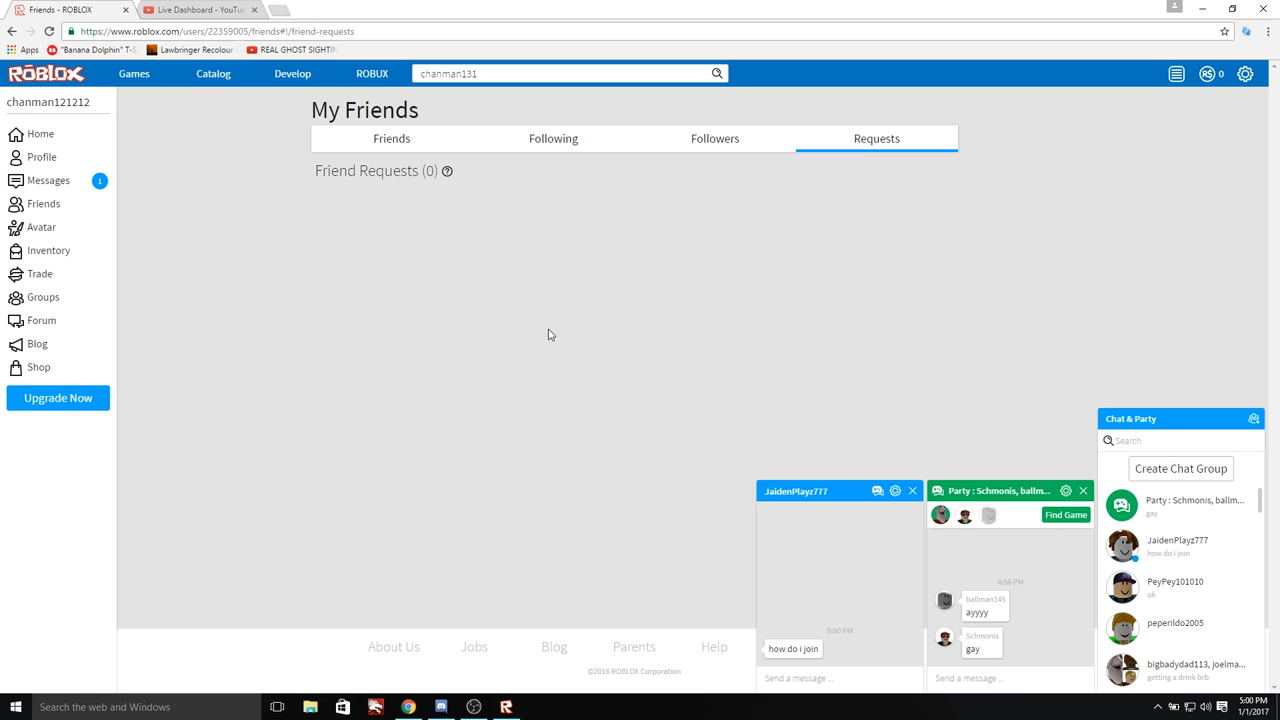 Friends - ROBLOX
Live Dashboard - YouTu
https://www.roblox.com/users/22359005/friends#!/friend-requests
Apps
"Banana Dolphin" T-S
Lawbringer Recolour
REAL GHOST SIGHTIN
ROBLOX
Games
Catalog
Develop
ROBUX
chanman131
R$ 0
chanman121212
Home
Profile
Messages
1
Friends
Avatar
Inventory
Trade
Groups
Forum
Blog
Shop
Upgrade Now
My Friends
Friends
Following
Followers
Requests
Friend Requests (0)
About Us
Jobs
Blog
Parents
Help
©2016 ROBLOX Corporation
JaidenPlayz777
5:00 PM
how do i join
Send a message ...
Party : Schmonis, ballm...
Find Game
4:56 PM
ballman145
ayyyy
Schmonis
gay
Send a message ...
Chat & Party
Search
Create Chat Group
Party : Schmonis, ballm...
gay
JaidenPlayz777
how do i join
PeyPey101010
ok
peperildo2005
bigbadydad113, joelma...
getting a drink brb
Search the web and Windows
5:00 PM
1/1/2017